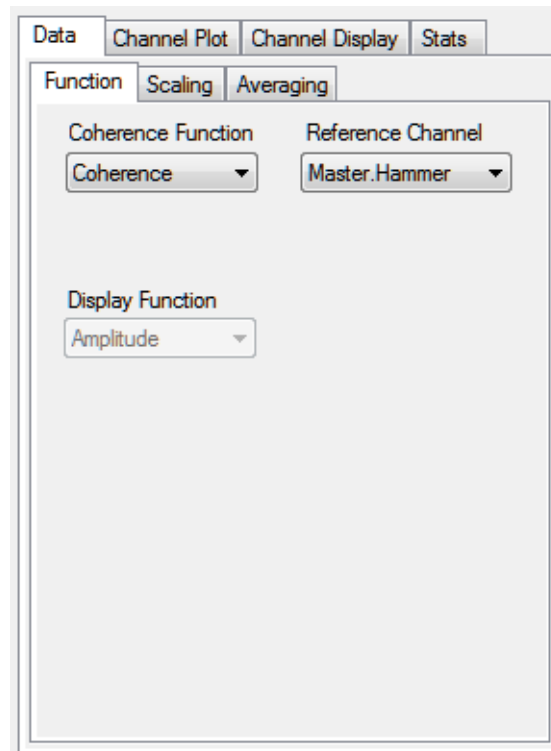 Data Channel Plot Channel Display Stats
Function Scaling Averaging
Coherence Function Reference Channel
Coherence Master.Hammer
Display Function
Amplitude